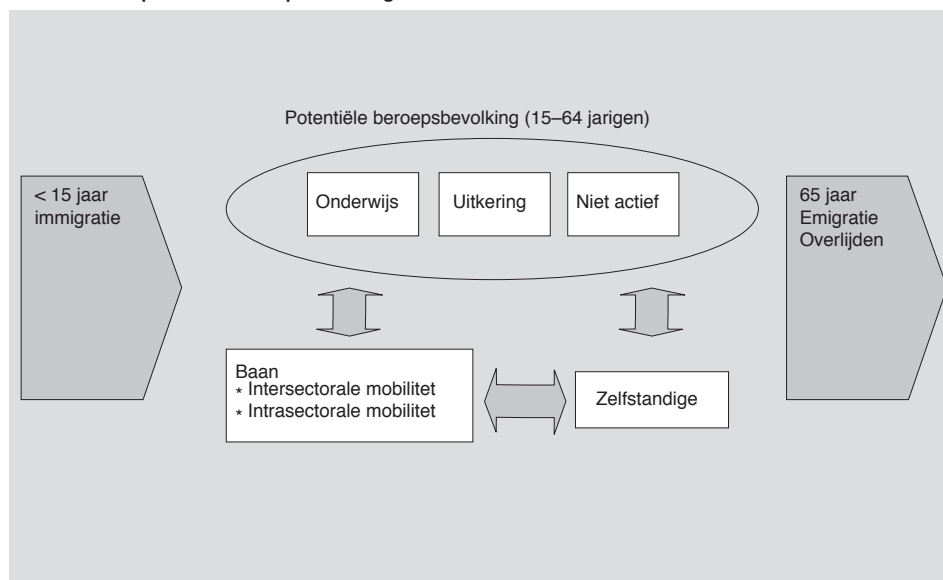 Potentiële beroepsbevolking (15–64 jarigen)
< 15 jaar
immigratie
Onderwijs
Uitkering
Niet actief
65 jaar
Emigratie
Overlijden
Baan
* Intersectorale mobilitet
* Intrasectorale mobilitet
Zelfstandige